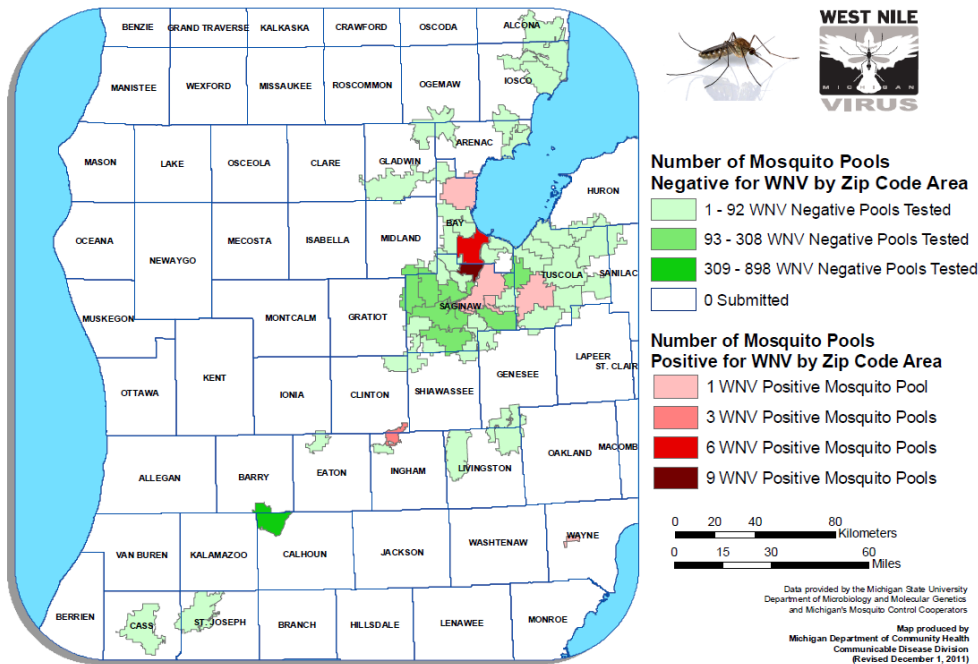 BENZIE
GRAND TRAVERSE
KALKASKA
CRAWFORD
OSCODA
ALCONA
MANISTEE
WEXFORD
MISSAUKEE
ROSCOMMON
OGEMAW
IOSCO
MASON
LAKE
OSCEOLA
CLARE
GLADWIN
ARENAC
HURON
OCEANA
NEWAYGO
MECOSTA
ISABELLA
MIDLAND
BAY
TUSCOLA
SANILAC
MUSKEGON
MONTCALM
GRATIOT
SAGINAW
LAPEER
ST. CLAIR
OTTAWA
KENT
IONIA
CLINTON
SHIAWASSEE
GENESEE
ALLEGAN
BARRY
EATON
INGHAM
LIVINGSTON
OAKLAND
MACOMB
VAN BUREN
KALAMAZOO
CALHOUN
JACKSON
WASHTENAW
WAYNE
BERRIEN
CASS
ST. JOSEPH
BRANCH
HILLSDALE
LENAWEE
MONROE
WEST NILE
MICHIGAN
VIRUS
Number of Mosquito Pools
Negative for WNV by Zip Code Area
1 - 92 WNV Negative Pools Tested
93 - 308 WNV Negative Pools Tested
309 - 898 WNV Negative Pools Tested
0 Submitted
Number of Mosquito Pools
Positive for WNV by Zip Code Area
1 WNV Positive Mosquito Pool
3 WNV Positive Mosquito Pools
6 WNV Positive Mosquito Pools
9 WNV Positive Mosquito Pools
0 20 40 80
Kilometers
0 15 30 60
Miles
Data provided by the Michigan State University
Department of Microbiology and Molecular Genetics
and Michigan's Mosquito Control Cooperators
Map produced by
Michigan Department of Community Health
Communicable Disease Division
(Revised December 1, 2011)